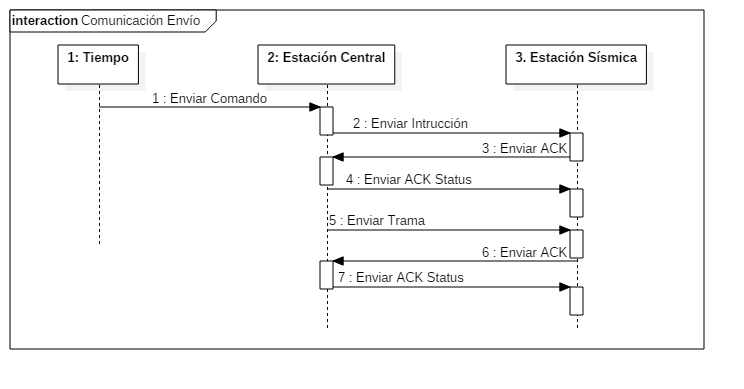 interaction Comunicación Envío
1: Tiempo
2: Estación Central
3. Estación Sísmica
1 : Enviar Comando
2 : Enviar Intrucción
3 : Enviar ACK
4 : Enviar ACK Status
5 : Enviar Trama
6 : Enviar ACK
7 : Enviar ACK Status